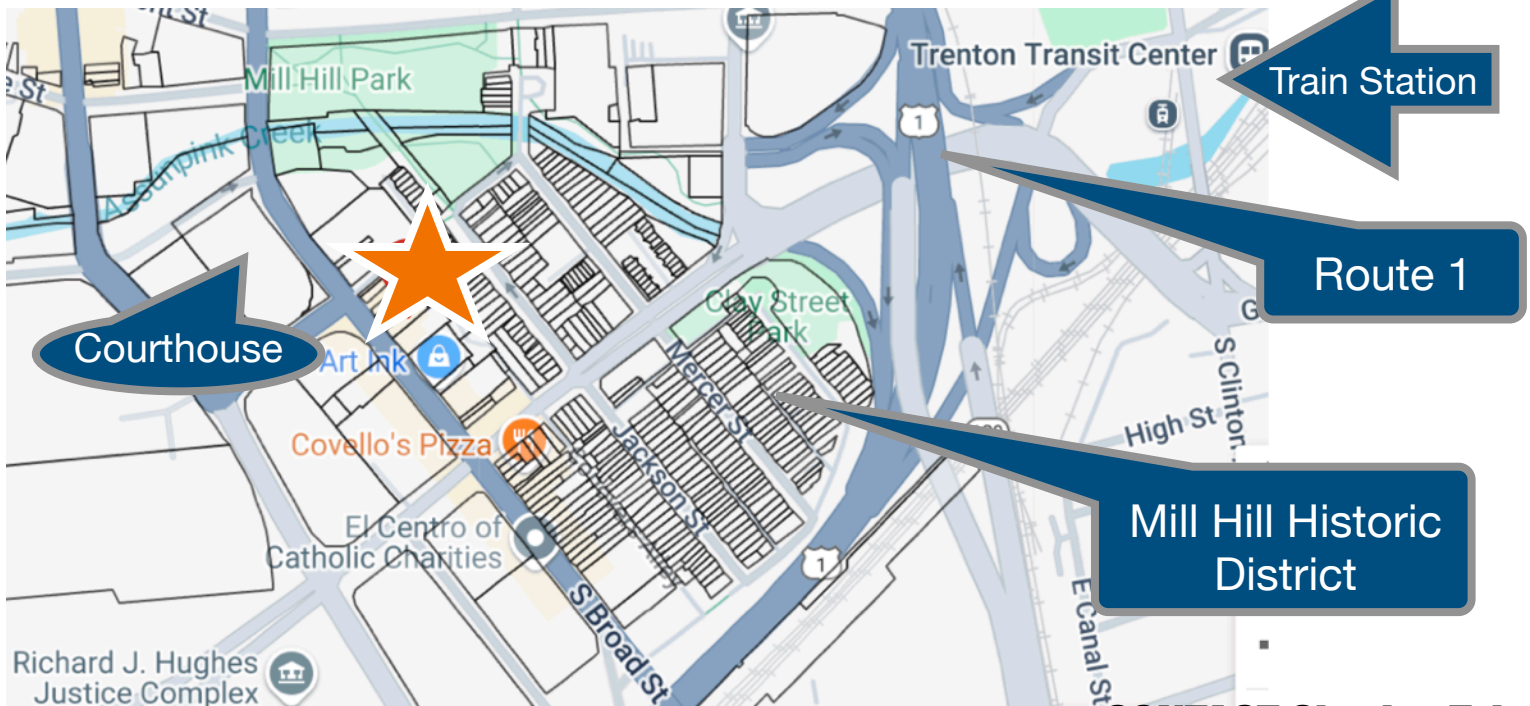 Mill Hill Park
Trenton Transit Center
Train Station
St
Assunpink Creek
1
Route 1
Courthouse
Art Ink
Clay Street
Park
Mercer St
S Clinton
High St
Covello's Pizza
Jackson St
El Centro of
Catholic Charities
1
Mill Hill Historic
District
S Broad St
E Canal St
Richard J. Hughes
Justice Complex